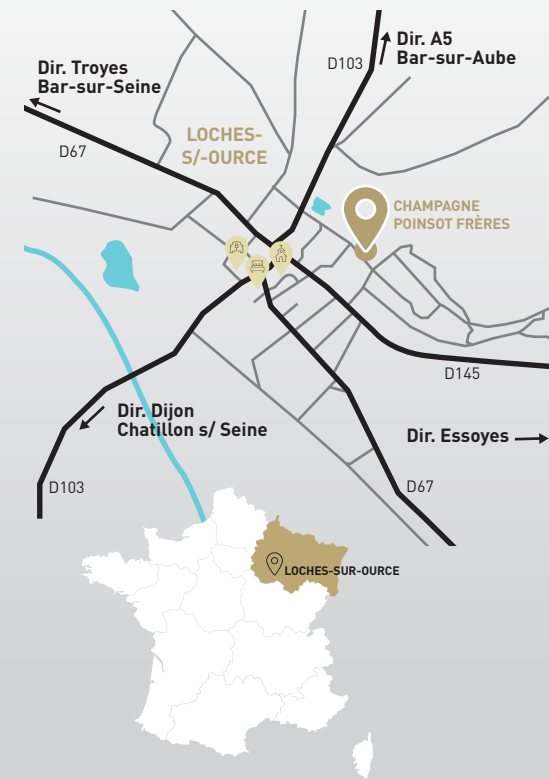 Dir. A5
Bar-sur-Aube
D103
Dir. Troyes
Bar-sur-Seine
LOCHES-
S/-OURCE
D67
CHAMPAGNE
POINSOT FRÈRES
D145
Dir. Dijon
Chatillon s/ Seine
Dir. Essoyes
D103
D67
LOCHES-SUR-OURCE